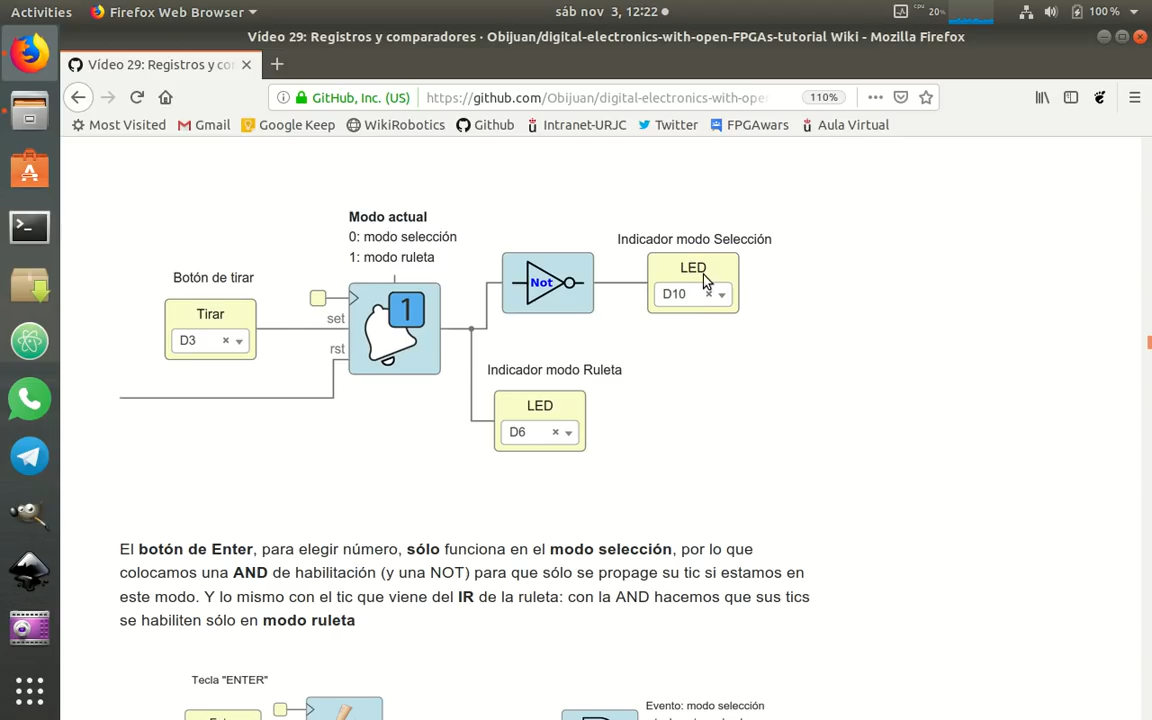 Activities Firefox Web Browser sáb nov 3, 12:22 cpu 20% 100 %
Vídeo 29: Registros y comparadores · Obijuan/digital-electronics-with-open-FPGAs-tutorial Wiki - Mozilla Firefox
Vídeo 29: Registros y co
GitHub, Inc. (US) https://github.com/Obijuan/digital-electronics-with-ope 110%
Most Visited Gmail Google Keep WikiRobotics Github Intranet-URJC Twitter FPGAwars Aula Virtual
Modo actual
0: modo selección
1: modo ruleta
Indicador modo Selección
Botón de tirar
LED
D10
Not
Tirar
D3
set
rst
1
Indicador modo Ruleta
LED
D6
El botón de Enter, para elegir número, sólo funciona en el modo selección, por lo que
colocamos una AND de habilitación (y una NOT) para que sólo se propage su tic si estamos en
este modo. Y lo mismo con el tic que viene del IR de la ruleta: con la AND hacemos que sus tics
se habiliten sólo en modo ruleta
Tecla "ENTER"
Evento: modo selección